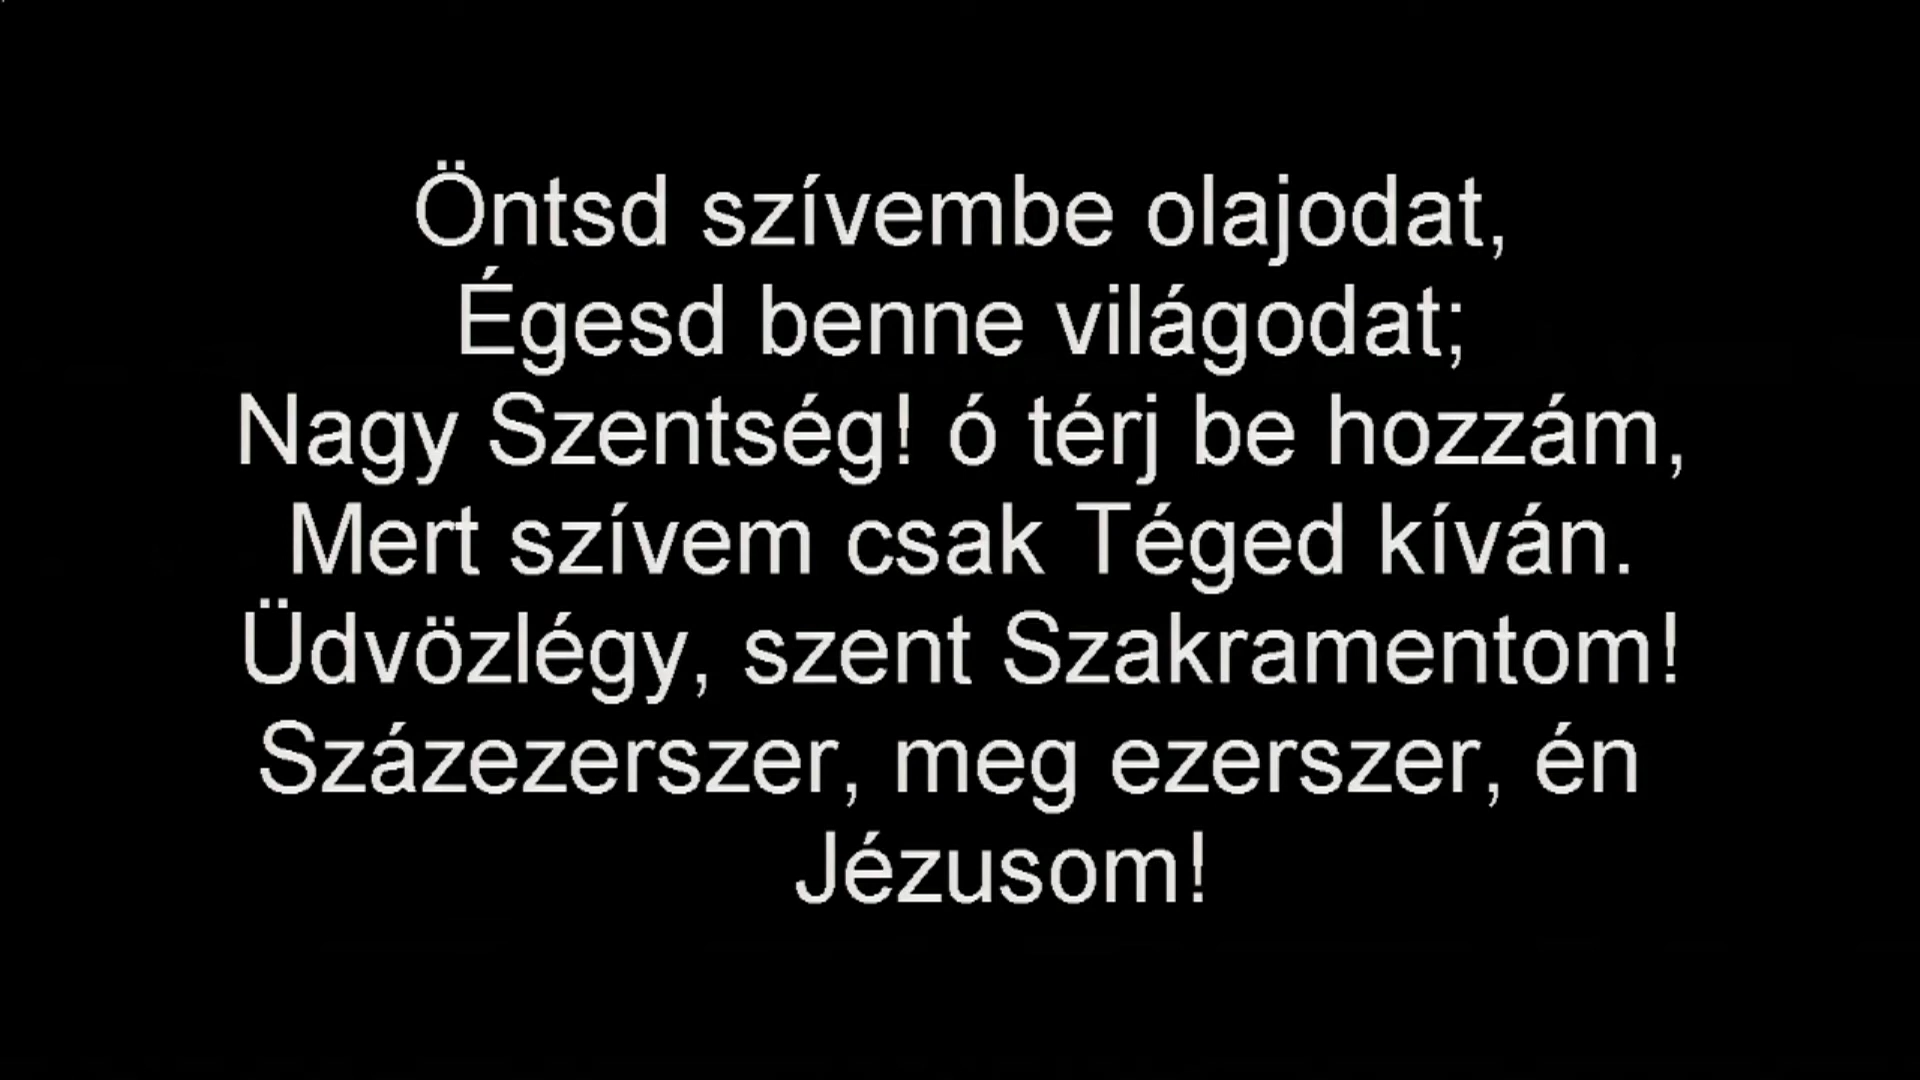 Öntsd szívembe olajodat,
Égesd benne világodat;
Nagy Szentség! ó térj be hozzám,
Mert szívem csak Téged kíván.
Üdvözlégy, szent Szakramentom!
Százezerszer, meg ezerszer, én
Jézusom!